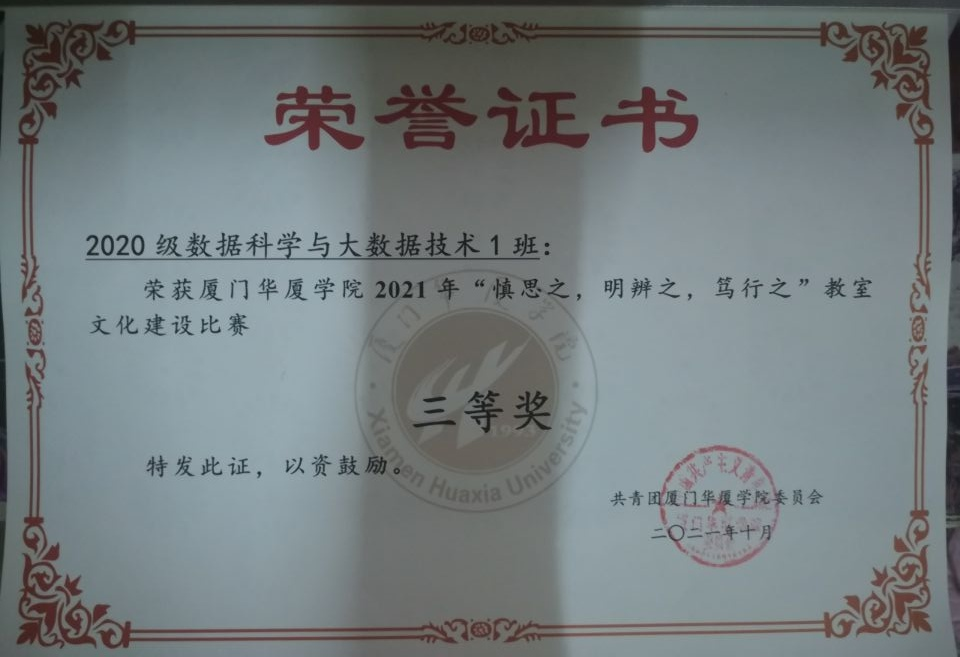 荣誉证书
2020级数据科学与大数据技术1班：
荣获厦门华厦学院2021年“慎思之，明辨之，笃行之”教室
文化建设比赛
三等奖
特发此证，以资鼓励。
Xiamen Huaxia University
共青团厦门华厦学院委员会
二〇二一年十月